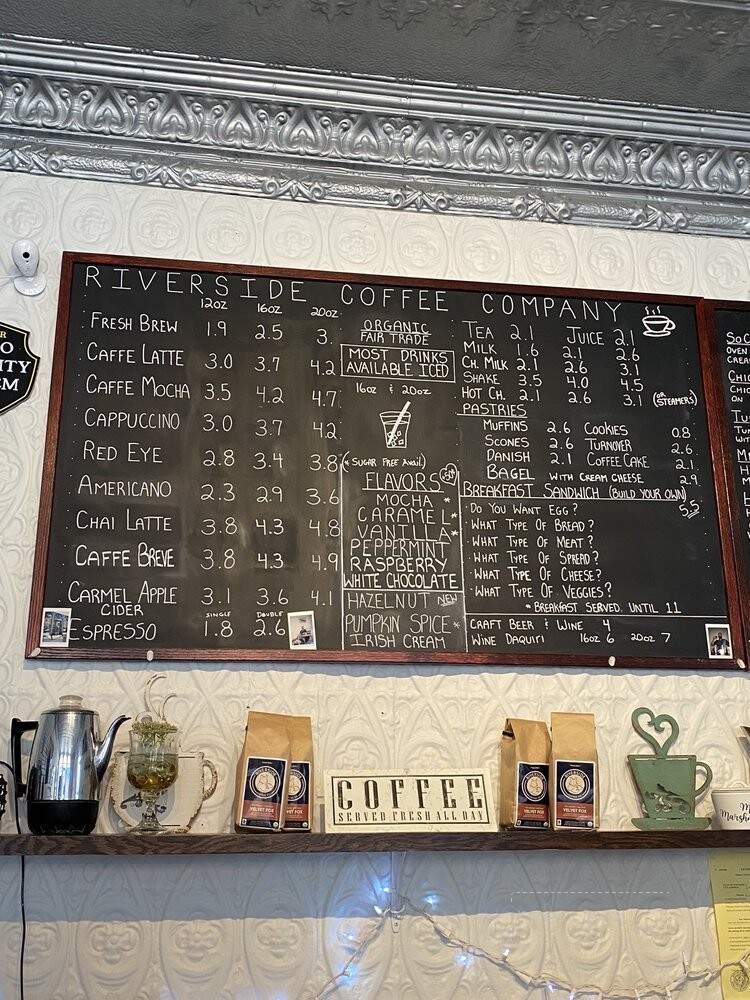 RIVERSIDE COFFEE COMPANY
12oz 16oz 20oz
FRESH BREW 1.9 2.5 3.
CAFFE LATTE 3.0 3.7 4.2
CAFFE MOCHA 3.5 4.2 4.7
CAPPUCCINO 3.0 3.7 4.2
RED EYE 2.8 3.4 3.8
AMERICANO 2.3 2.9 3.6
CHAI LATTE 3.8 4.3 4.8
CAFFE BREVE 3.8 4.3 4.9
CARMEL APPLE 3.1 3.6 4.1
CIDER
SINGLE DOUBLE
ESPRESSO 1.8 2.6
ORGANIC
FAIR TRADE
MOST DRINKS
AVAILABLE ICED
16oz & 20oz
(* SUGAR FREE AVAIL)
FLAVORS
MOCHA *
CARAMEL *
VANILLA *
PEPPERMINT
RASPBERRY
WHITE CHOCOLATE
HAZELNUT NEW
PUMPKIN SPICE *
IRISH CREAM
TEA 2.1 JUICE 2.1
MILK 1.6 2.1 2.6
CH. MILK 2.1 2.6 3.1
SHAKE 3.5 4.0 4.5
HOT CH. 2.1 2.6 3.1 (OR STEAMERS)
PASTRIES
MUFFINS 2.6 COOKIES 0.8
SCONES 2.6 TURNOVER 2.6
DANISH 2.1 COFFEE CAKE 2.1
BAGEL WITH CREAM CHEESE 2.9
BREAKFAST SANDWICH (BUILD YOUR OWN) 5.5
· DO YOU WANT EGG?
· WHAT TYPE OF BREAD?
· WHAT TYPE OF MEAT?
· WHAT TYPE OF SPREAD?
· WHAT TYPE OF CHEESE?
· WHAT TYPE OF VEGGIES?
* BREAKFAST SERVED UNTIL 11
CRAFT BEER & WINE 4
WINE DAIQURI 16oz 6 20oz 7
OVEN
ON
VELVET FOX
VELVET FOX
VELVET FOX
COFFEE
SERVED FRESH ALL DAY